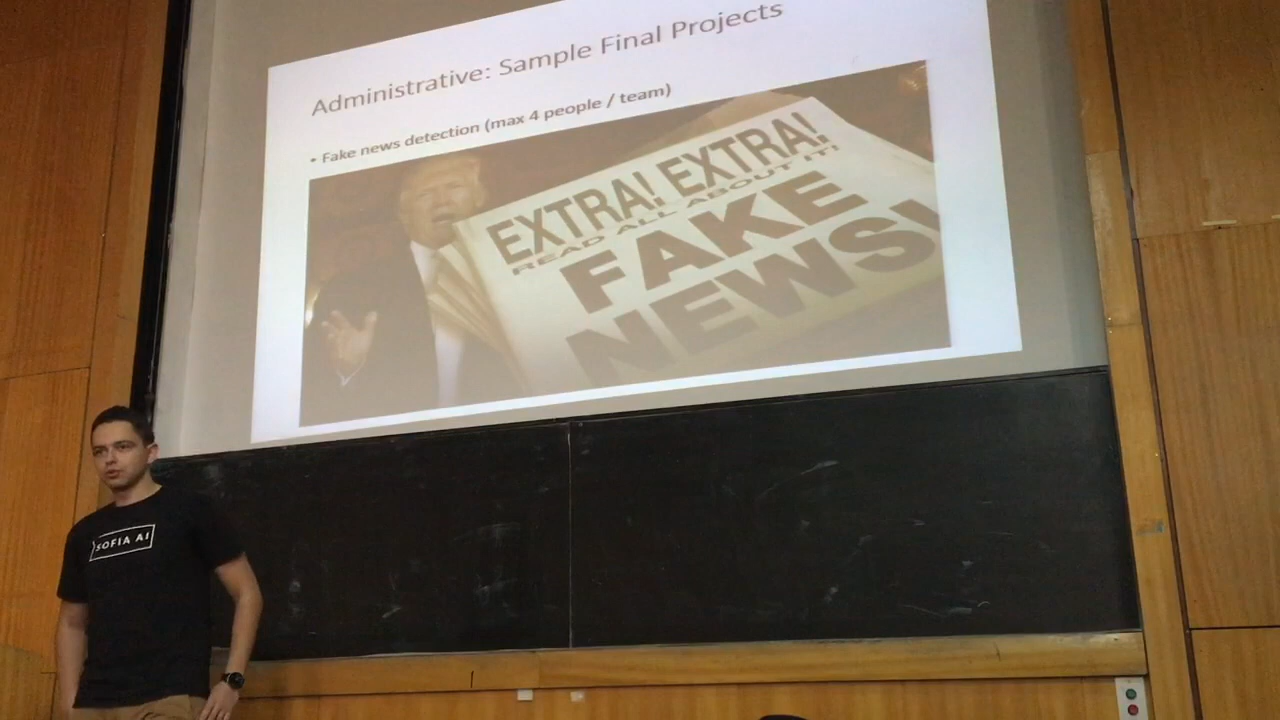 Administrative: Sample Final Projects
• Fake news detection (max 4 people / team)
EXTRA! EXTRA!
READ ALL ABOUT IT!
FAKE
NEWS!
SOFIA AI